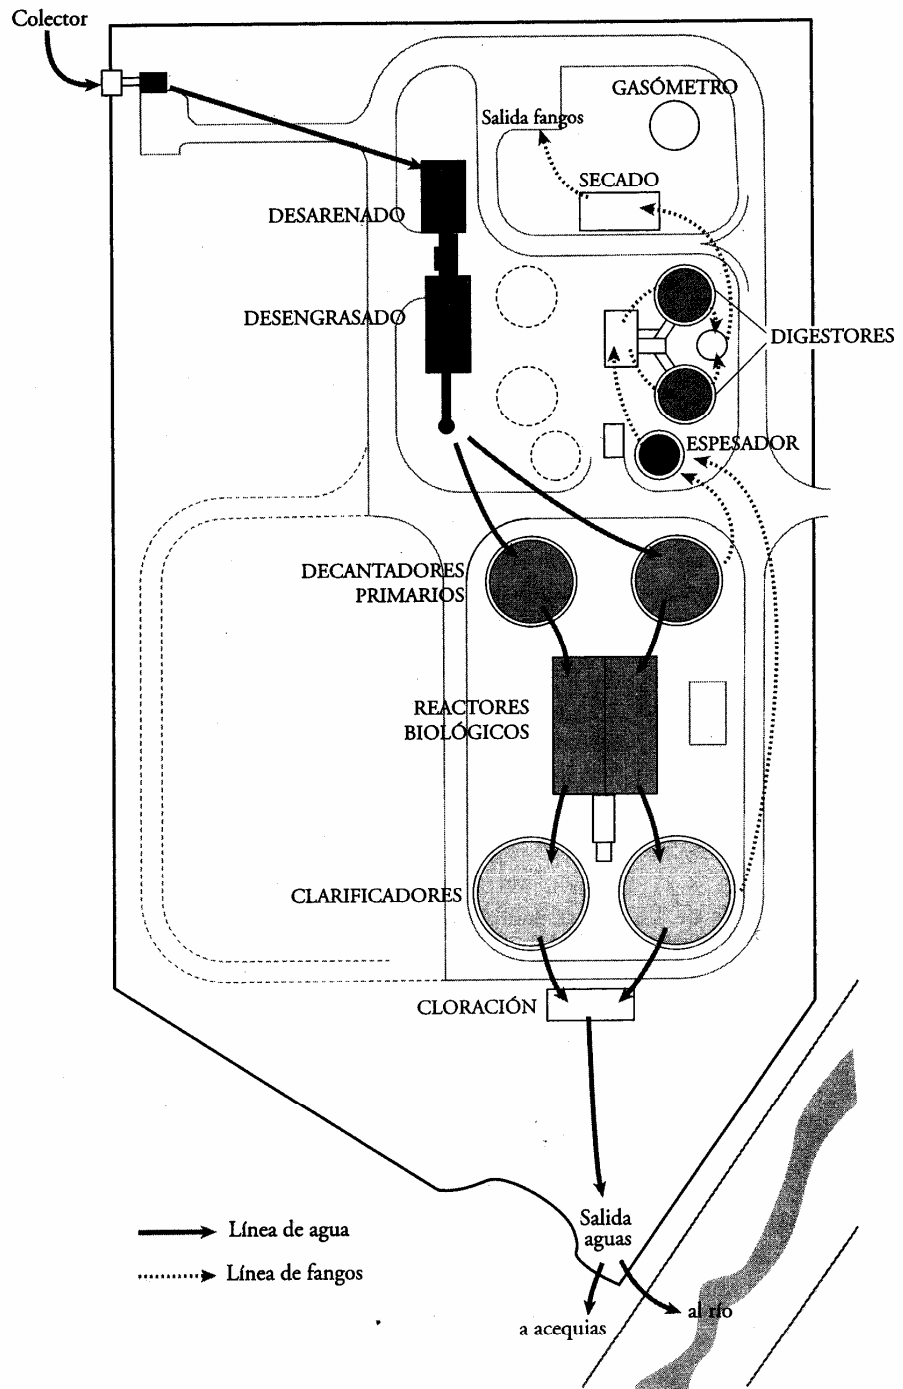 Colector
GASÓMETRO
Salida fangos
SECADO
DESARENADO
DESENGRASADO
DIGESTORES
ESPESADOR
DECANTADORES
PRIMARIOS
REACTORES
BIOLÓGICOS
CLARIFICADORES
CLORACIÓN
Salida
aguas
Línea de agua
Línea de fangos
al río
a acequias